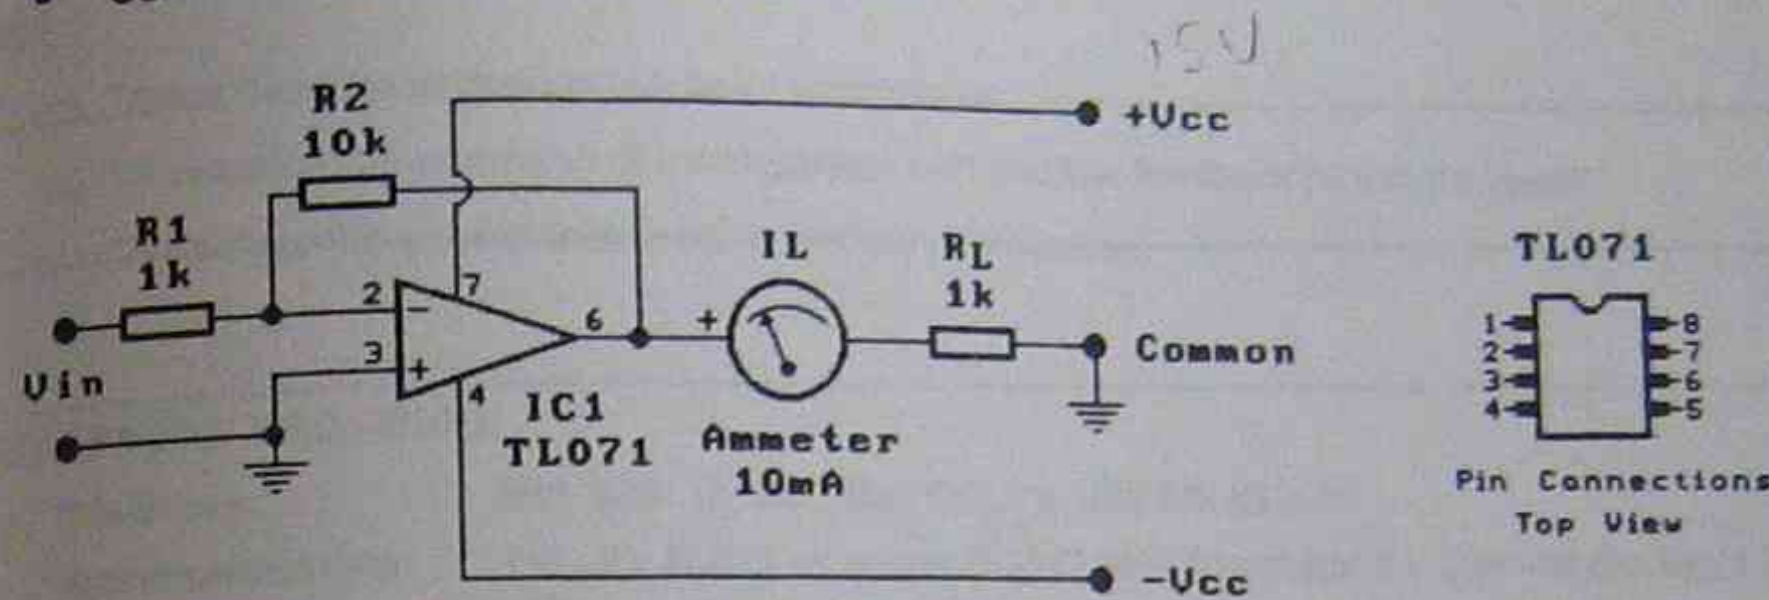 15V
R2
10k
+Vcc
R1
1k
2
7
3
4
6
-
+
Vin
IC1
TL071
IL
+
Ammeter
10mA
RL
1k
Common
-Vcc
TL071
1
2
3
4
8
7
6
5
Pin Connections
Top View